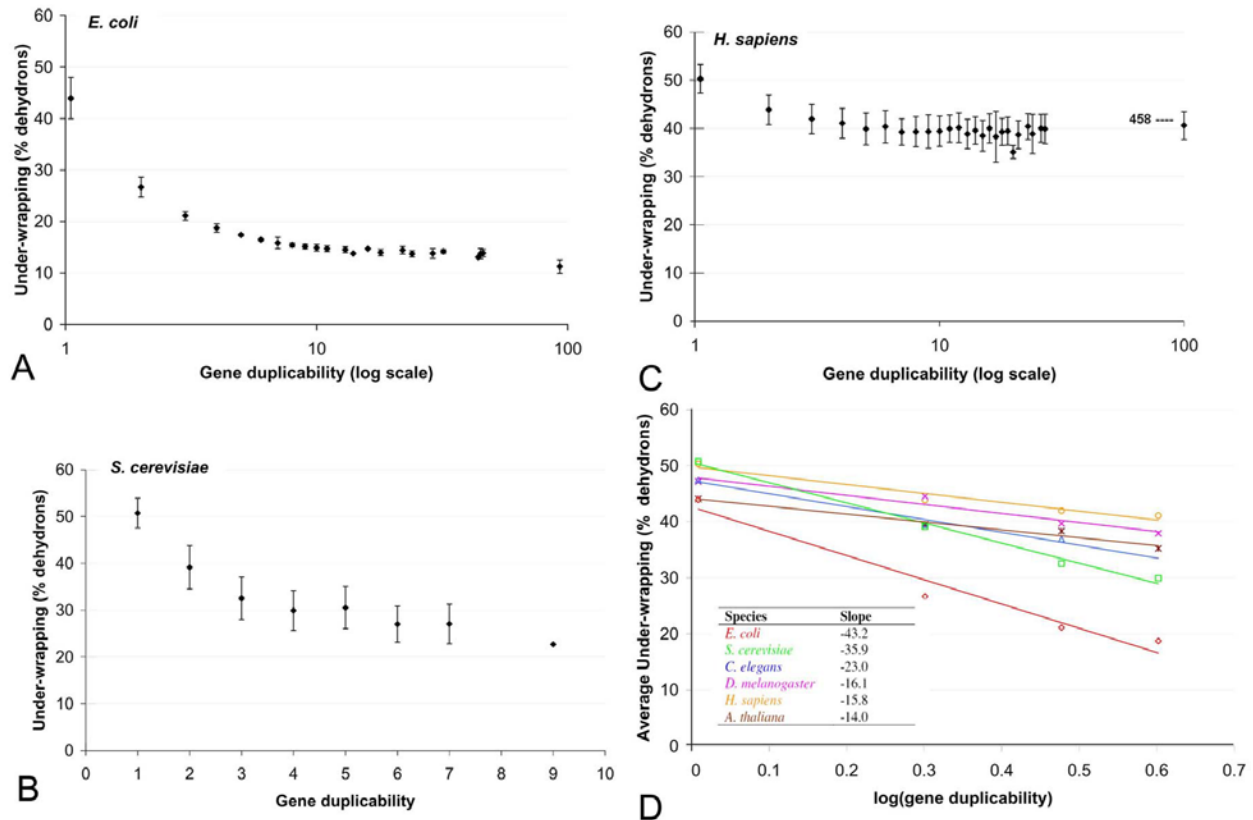 E. coli
Under-wrapping (% dehydrons)
60
50
40
30
20
10
0
1 10 100
Gene duplicability (log scale)
A
H. sapiens
Under-wrapping (% dehydrons)
60
50
40
30
20
10
0
458 ----
1 10 100
Gene duplicability (log scale)
C
S. cerevisiae
Under-wrapping (% dehydrons)
60
50
40
30
20
10
0
0 1 2 3 4 5 6 7 8 9 10
Gene duplicability
B
Average Under-wrapping (% dehydrons)
60
50
40
30
20
10
0
Species Slope
E. coli -43.2
S. cerevisiae -35.9
C. elegans -23.0
D. melanogaster -16.1
H. sapiens -15.8
A. thaliana -14.0
0 0.1 0.2 0.3 0.4 0.5 0.6 0.7
log(gene duplicability)
D